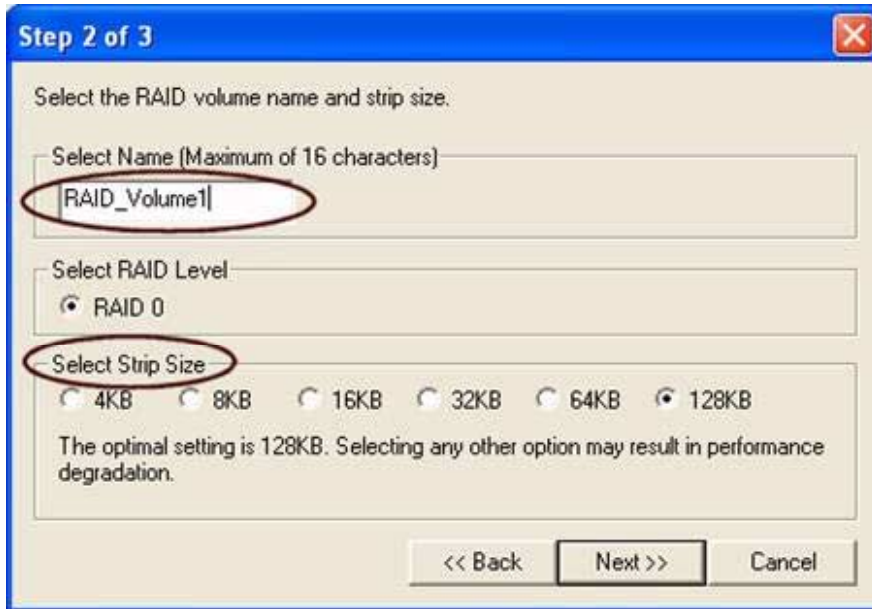 Step 2 of 3
Select the RAID volume name and strip size.
Select Name (Maximum of 16 characters)
RAID_Volume1
Select RAID Level
RAID 0
Select Strip Size
4KB 8KB 16KB 32KB 64KB 128KB
The optimal setting is 128KB. Selecting any other option may result in performance
degradation.
<< Back Next >> Cancel